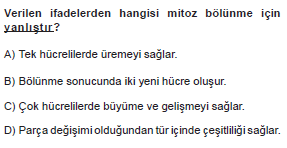 Verilen ifadelerden hangisi mitoz bölünme için
yanlıştır?
A) Tek hücrelilerde üremeyi sağlar.
B) Bölünme sonucunda iki yeni hücre oluşur.
C) Çok hücrelilerde büyüme ve gelişmeyi sağlar.
D) Parça değişimi olduğundan tür içinde çeşitliliği sağlar.